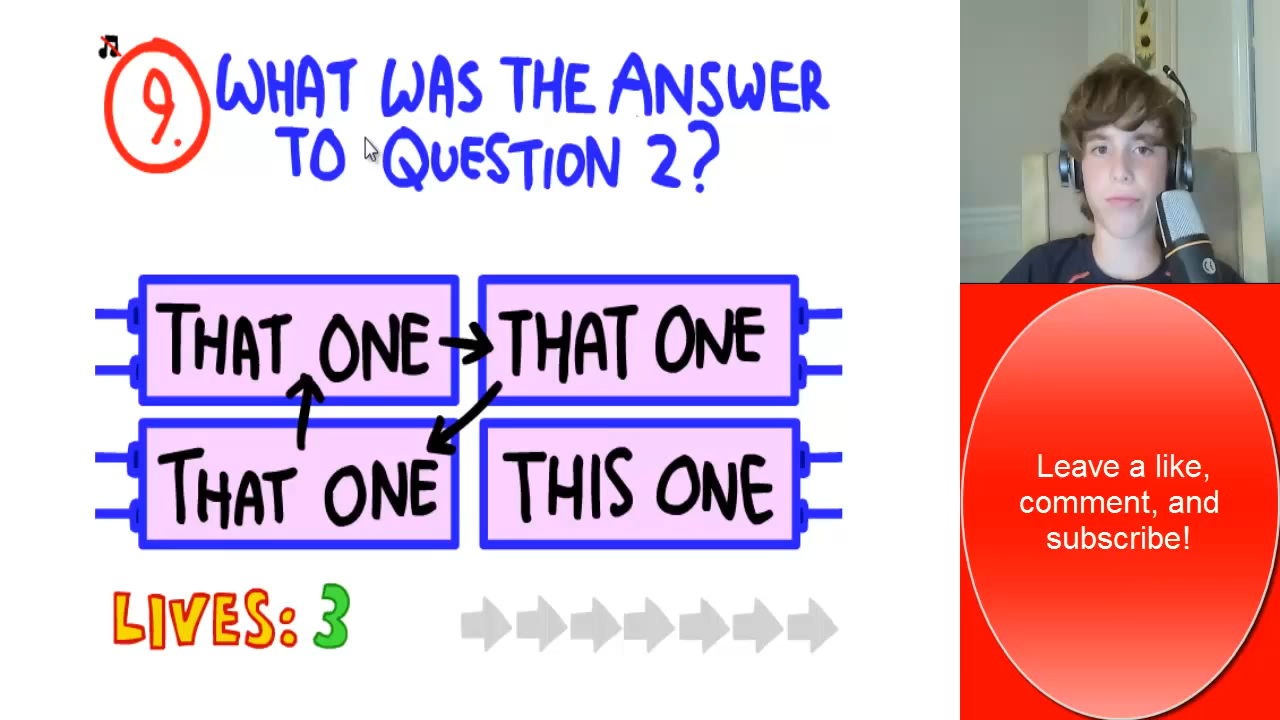 9. WHAT WAS THE ANSWER
TO QUESTION 2?
THAT ONE
THAT ONE
THAT ONE
THIS ONE
LIVES: 3
Leave a like,
comment, and
subscribe!